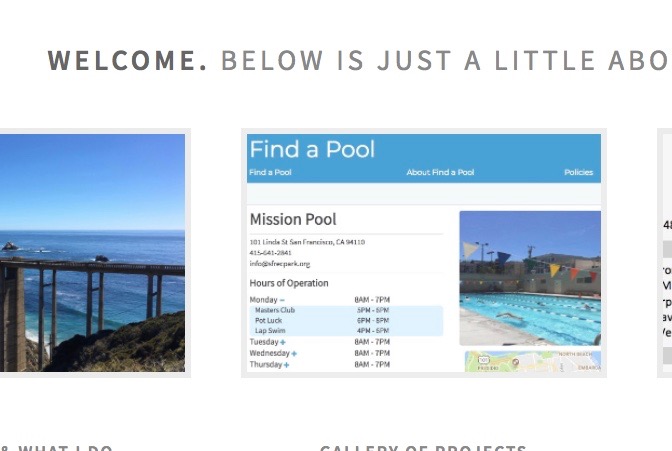 WELCOME. BELOW IS JUST A LITTLE ABO
Find a Pool
Find a Pool About Find a Pool Policies
Mission Pool
101 Linda St San Francisco, CA 94110
415-641-2841
info@sfrecpark.org
Hours of Operation
Monday – 8AM - 7PM
Masters Club 5PM - 6PM
Pot Luck 6PM - 8PM
Lap Swim 4PM - 6PM
Tuesday + 8AM - 7PM
Wednesday + 8AM - 7PM
Thursday + 8AM - 7PM
NORTH BEACH
& WHAT I DO
GALLERY OF PROJECTS